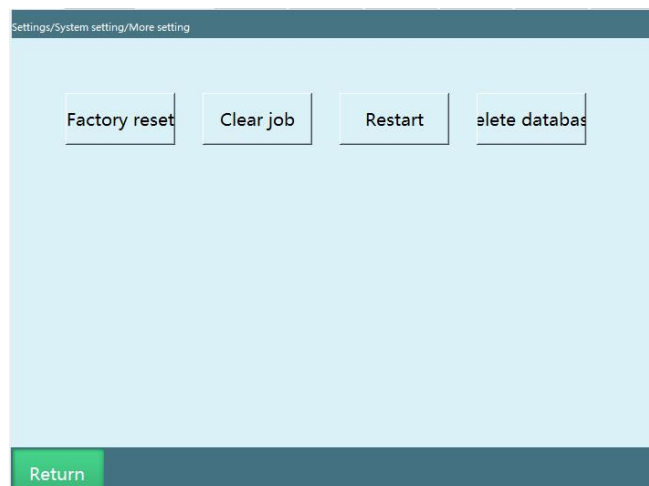 Settings/System setting/More setting
Factory reset
Clear job
Restart
elete databas
Return